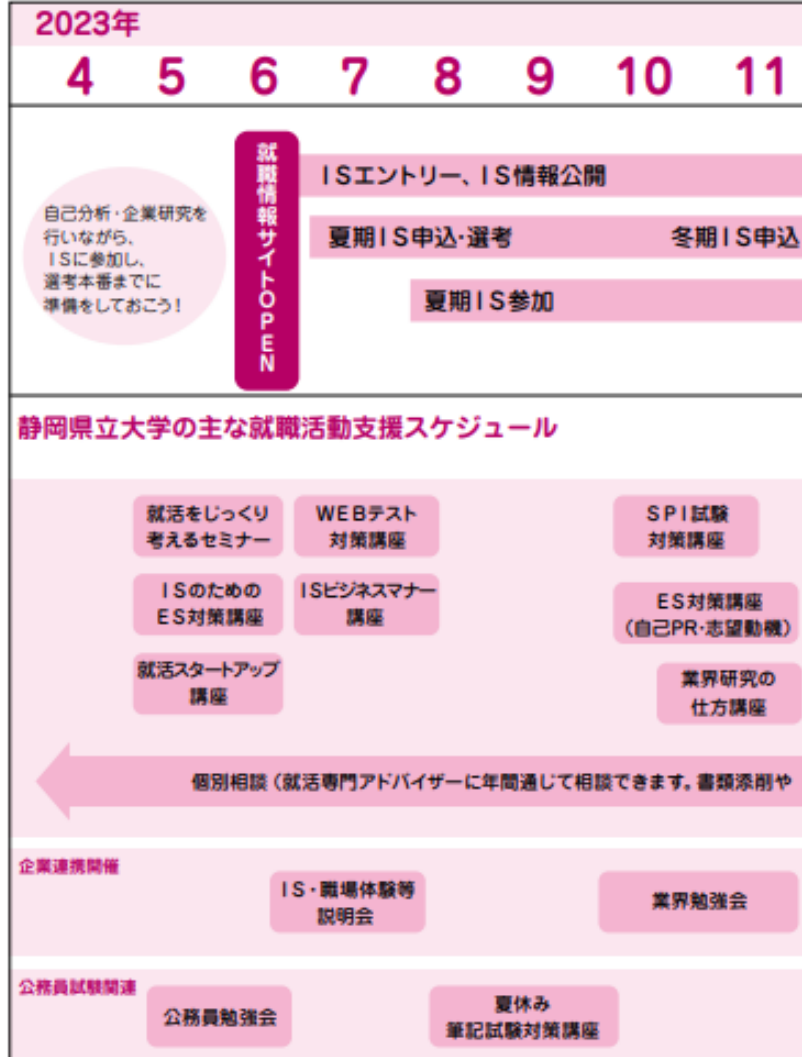 2023年
4 5 6 7 8 9 10 11
自己分析・企業研究を
行いながら、
ISに参加し、
選考本番までに
準備をしておこう!
就職情報サイトOPEN
ISエントリー、IS情報公開
夏期IS申込・選考
冬期IS申込
夏期IS参加
静岡県立大学の主な就職活動支援スケジュール
就活をじっくり
考えるセミナー
WEBテスト
対策講座
SPI試験
対策講座
ISのための
ES対策講座
ISビジネスマナー
講座
ES対策講座
(自己PR・志望動機)
就活スタートアップ
講座
業界研究の
仕方講座
個別相談(就活専門アドバイザーに年間通じて相談できます。書類添削や
企業連携開催
IS・職場体験等
説明会
業界勉強会
公務員試験関連
公務員勉強会
夏休み
筆記試験対策講座